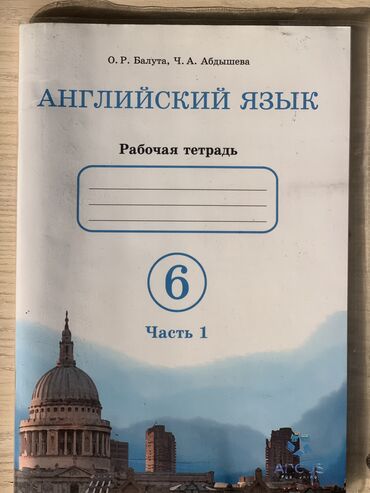 О. Р. Балута, Ч. А. Абдышева
АНГЛИЙСКИЙ ЯЗЫК
Рабочая тетрадь
6
Часть 1